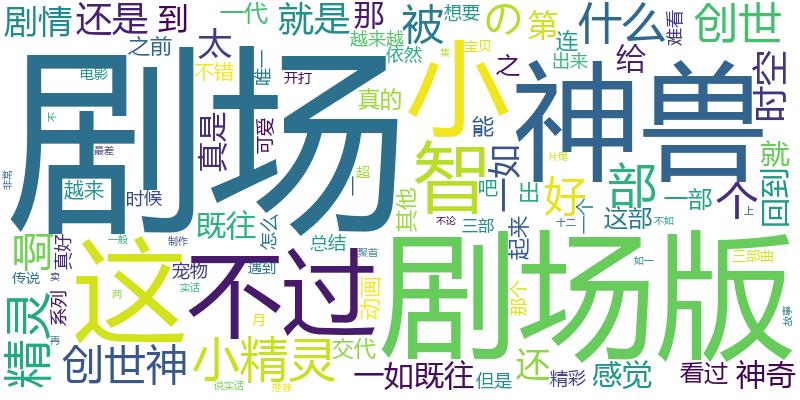 剧情 还是 到 就是 那 被 の 第 什么 创世
一代 想要 难看
之前 太 越来越 依然 连 出来 给 之 宝贝 集
剧场 小 神兽 时空
电影 不错 唯一 开打 真的 能 一如
不 最差 真是 可爱 智 部 个 就
非常 越来 时候 一 超 吧 出 好 片尾 一部 回到
既往 其他 不论 三部 十二 一个 这部 不如 上
哥 真好 一般 制作 怎么 总结 起来
这 不过 剧场版
传说 卖 宠物 遇到 聚首 如一 三部曲
精灵 系列 两 实话 动画 那个 故事
再 月
创世神 小精灵 交代 还
一如既往 但是 精彩 感觉 看过 神奇
说实话 推荐